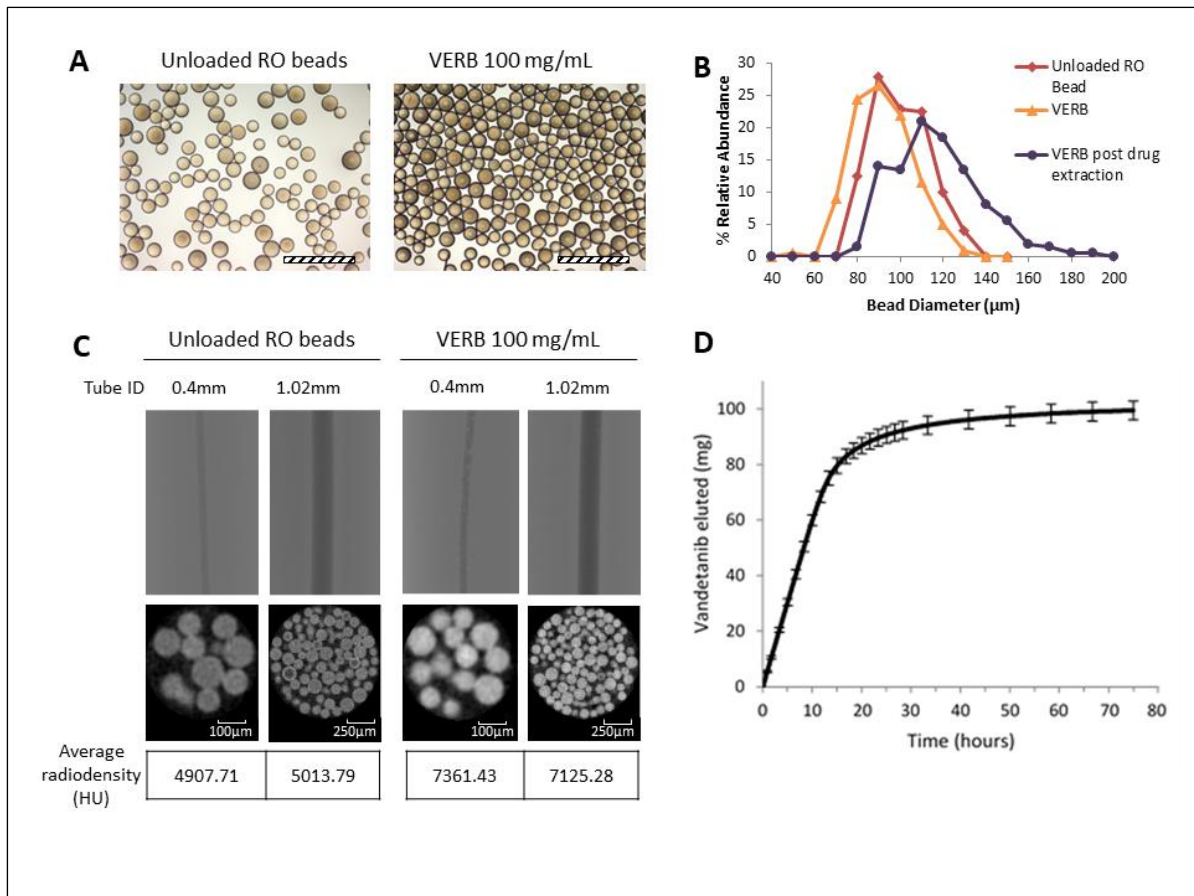 A
Unloaded RO beads
VERB 100 mg/mL
B
% Relative Abundance
30
25
20
15
10
5
0
40
60
80
100
120
140
160
180
200
Bead Diameter (µm)
Unloaded RO
Bead
VERB
VERB post drug
extraction
C
Unloaded RO beads
VERB 100 mg/mL
Tube ID
0.4mm
1.02mm
0.4mm
1.02mm
100µm
250µm
100µm
250µm
Average
radiodensity
(HU)
4907.71
5013.79
7361.43
7125.28
D
Vandetanib eluted (mg)
100
80
60
40
20
0
0
10
20
30
40
50
60
70
80
Time (hours)